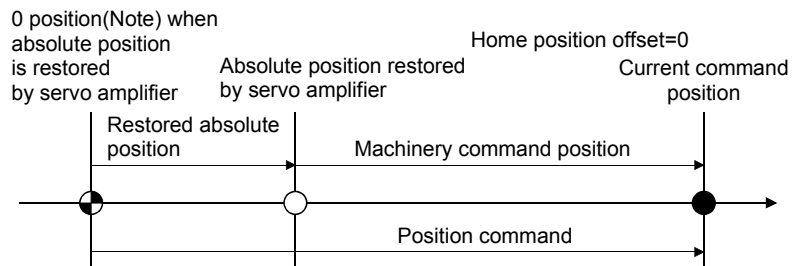 0 position(Note) when
absolute position
is restored
by servo amplifier
Absolute position restored
by servo amplifier
Home position offset=0
Current command
position
Restored absolute
position
Machinery command position
Position command